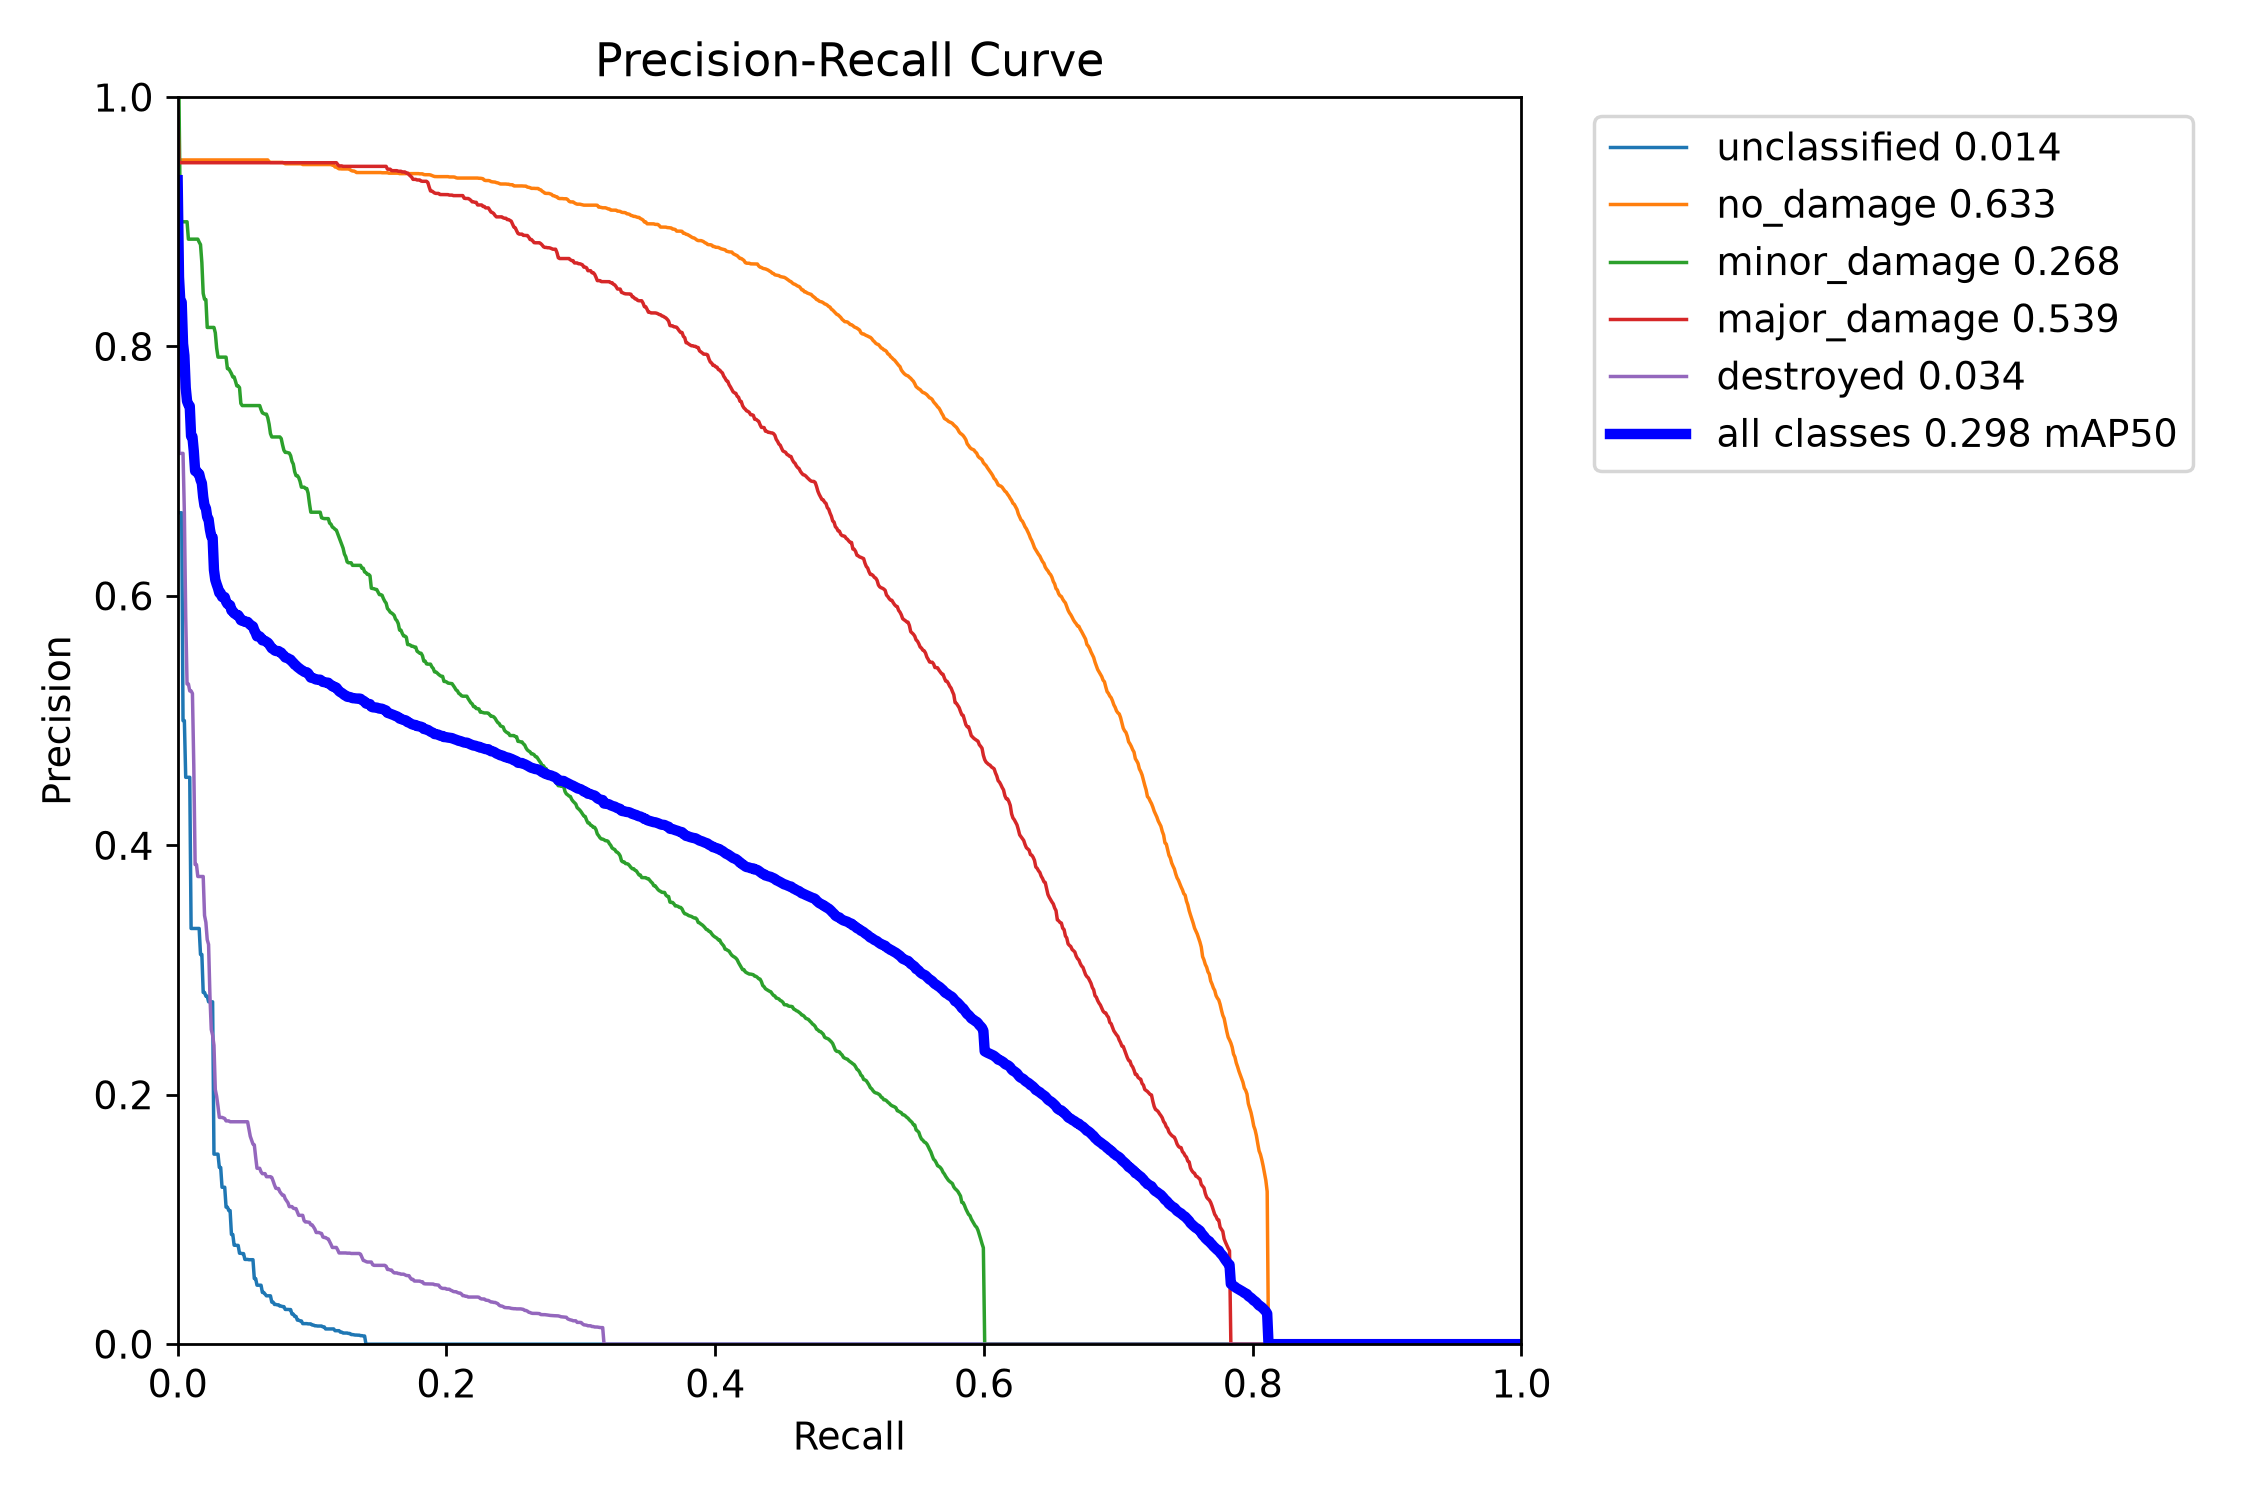 Precision-Recall Curve
1.0
0.8
0.6
0.4
0.2
0.0
Precision
0.0 0.2 0.4 0.6 0.8 1.0
Recall
unclassified 0.014
no_damage 0.633
minor_damage 0.268
major_damage 0.539
destroyed 0.034
all classes 0.298 mAP50